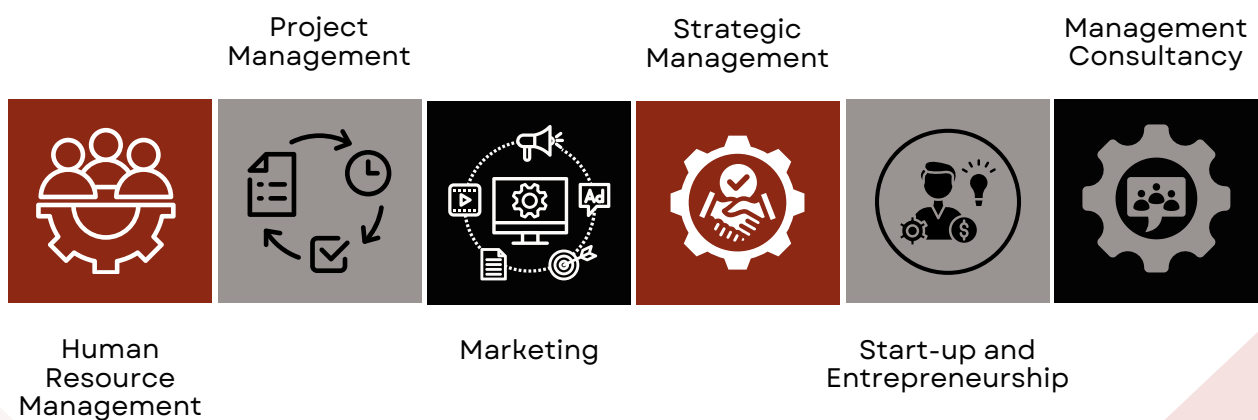 Project
Management
Strategic
Management
Management
Consultancy
Ad
$
Human
Resource
Management
Marketing
Start-up and
Entrepreneurship